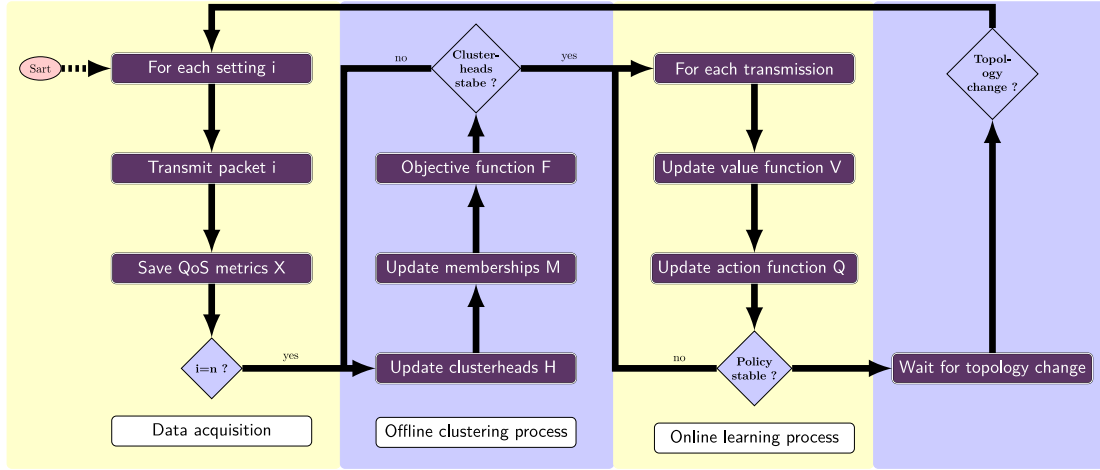 Sart
For each setting i
Transmit packet i
Save QoS metrics X
i=n ?
yes
Data acquisition
no
Cluster-
heads
stabe ?
yes
Objective function F
Update memberships M
Update clusterheads H
Offline clustering process
For each transmission
Update value function V
Update action function Q
no
Policy
stable ?
Online learning process
Topol-
ogy
change ?
Wait for topology change